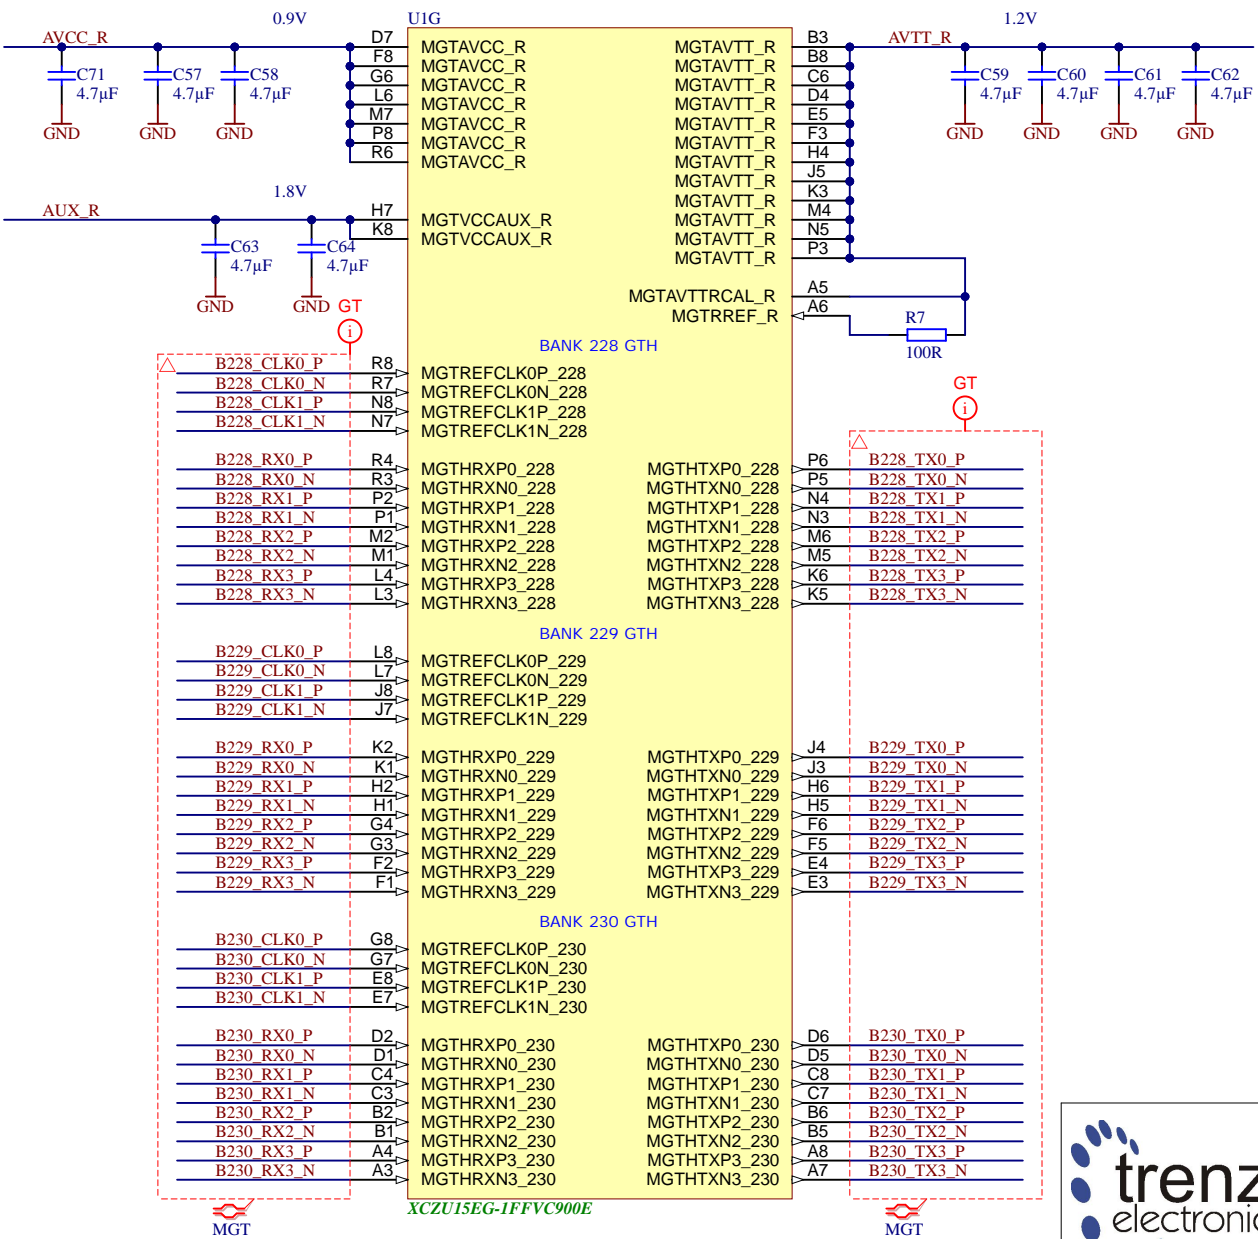 0.9V
U1G
1.2V
AVCC_R
D7
MGTAVCC_R
MGTAVTT_R
B3
AVTT_R
F8
MGTAVCC_R
MGTAVTT_R
B8
G6
MGTAVCC_R
MGTAVTT_R
C6
L6
MGTAVCC_R
MGTAVTT_R
D4
M7
MGTAVCC_R
MGTAVTT_R
E5
P8
MGTAVCC_R
MGTAVTT_R
F3
R6
MGTAVCC_R
MGTAVTT_R
H4
C71
4.7µF
GND
C57
4.7µF
GND
C58
4.7µF
GND
C59
4.7µF
GND
C60
4.7µF
GND
C61
4.7µF
GND
C62
4.7µF
GND
MGTAVTT_R
J5
MGTAVTT_R
K3
1.8V
AUX_R
H7
MGTVCCAUX_R
MGTAVTT_R
M4
K8
MGTVCCAUX_R
MGTAVTT_R
N5
MGTAVTT_R
P3
C63
4.7µF
GND
C64
4.7µF
GND
MGTAVTTRCAL_R
A5
MGTRREF_R
A6
R7
100R
GT
i
BANK 228 GTH
B228_CLK0_P R8 MGTREFCLK0P_228
B228_CLK0_N R7 MGTREFCLK0N_228
B228_CLK1_P N8 MGTREFCLK1P_228
B228_CLK1_N N7 MGTREFCLK1N_228
GT
i
B228_RX0_P R4 MGTHRXP0_228 MGTHTXP0_228 P6 B228_TX0_P
B228_RX0_N R3 MGTHRXN0_228 MGTHTXN0_228 P5 B228_TX0_N
B228_RX1_P P2 MGTHRXP1_228 MGTHTXP1_228 N4 B228_TX1_P
B228_RX1_N P1 MGTHRXN1_228 MGTHTXN1_228 N3 B228_TX1_N
B228_RX2_P M2 MGTHRXP2_228 MGTHTXP2_228 M6 B228_TX2_P
B228_RX2_N M1 MGTHRXN2_228 MGTHTXN2_228 M5 B228_TX2_N
B228_RX3_P L4 MGTHRXP3_228 MGTHTXP3_228 K6 B228_TX3_P
B228_RX3_N L3 MGTHRXN3_228 MGTHTXN3_228 K5 B228_TX3_N
BANK 229 GTH
B229_CLK0_P L8 MGTREFCLK0P_229
B229_CLK0_N L7 MGTREFCLK0N_229
B229_CLK1_P J8 MGTREFCLK1P_229
B229_CLK1_N J7 MGTREFCLK1N_229
B229_RX0_P K2 MGTHRXP0_229 MGTHTXP0_229 J4 B229_TX0_P
B229_RX0_N K1 MGTHRXN0_229 MGTHTXN0_229 J3 B229_TX0_N
B229_RX1_P H2 MGTHRXP1_229 MGTHTXP1_229 H6 B229_TX1_P
B229_RX1_N H1 MGTHRXN1_229 MGTHTXN1_229 H5 B229_TX1_N
B229_RX2_P G4 MGTHRXP2_229 MGTHTXP2_229 F6 B229_TX2_P
B229_RX2_N G3 MGTHRXN2_229 MGTHTXN2_229 F5 B229_TX2_N
B229_RX3_P F2 MGTHRXP3_229 MGTHTXP3_229 E4 B229_TX3_P
B229_RX3_N F1 MGTHRXN3_229 MGTHTXN3_229 E3 B229_TX3_N
BANK 230 GTH
B230_CLK0_P G8 MGTREFCLK0P_230
B230_CLK0_N G7 MGTREFCLK0N_230
B230_CLK1_P E8 MGTREFCLK1P_230
B230_CLK1_N E7 MGTREFCLK1N_230
B230_RX0_P D2 MGTHRXP0_230 MGTHTXP0_230 D6 B230_TX0_P
B230_RX0_N D1 MGTHRXN0_230 MGTHTXN0_230 D5 B230_TX0_N
B230_RX1_P C4 MGTHRXP1_230 MGTHTXP1_230 C8 B230_TX1_P
B230_RX1_N C3 MGTHRXN1_230 MGTHTXN1_230 C7 B230_TX1_N
B230_RX2_P B2 MGTHRXP2_230 MGTHTXP2_230 B6 B230_TX2_P
B230_RX2_N B1 MGTHRXN2_230 MGTHTXN2_230 B5 B230_TX2_N
B230_RX3_P A4 MGTHRXP3_230 MGTHTXP3_230 A8 B230_TX3_P
B230_RX3_N A3 MGTHRXN3_230 MGTHTXN3_230 A7 B230_TX3_N
XCZU15EG-1FFVC900E
MGT
MGT
trenz
electronic